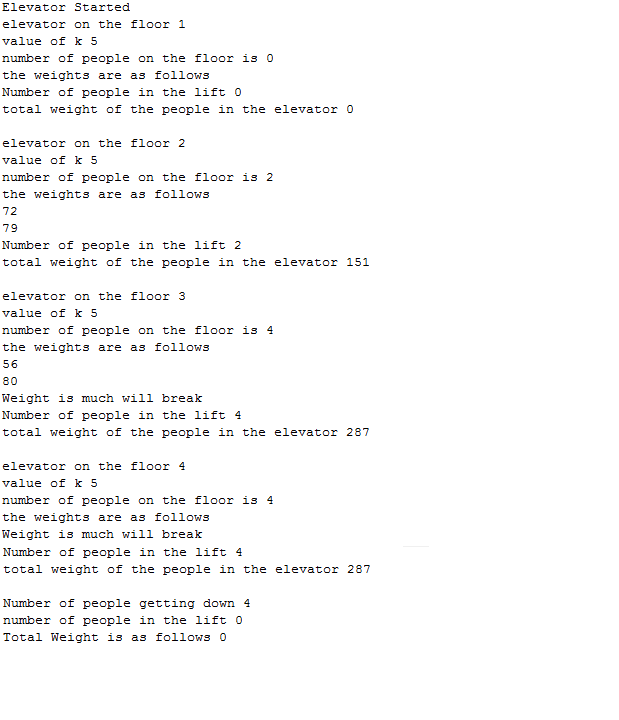 Elevator Started
elevator on the floor 1
value of k 5
number of people on the floor is 0
the weights are as follows
Number of people in the lift 0
total weight of the people in the elevator 0
elevator on the floor 2
value of k 5
number of people on the floor is 2
the weights are as follows
72
79
Number of people in the lift 2
total weight of the people in the elevator 151
elevator on the floor 3
value of k 5
number of people on the floor is 4
the weights are as follows
56
80
Weight is much will break
Number of people in the lift 4
total weight of the people in the elevator 287
elevator on the floor 4
value of k 5
number of people on the floor is 4
the weights are as follows
Weight is much will break
Number of people in the lift 4
total weight of the people in the elevator 287
Number of people getting down 4
number of people in the lift 0
Total Weight is as follows 0